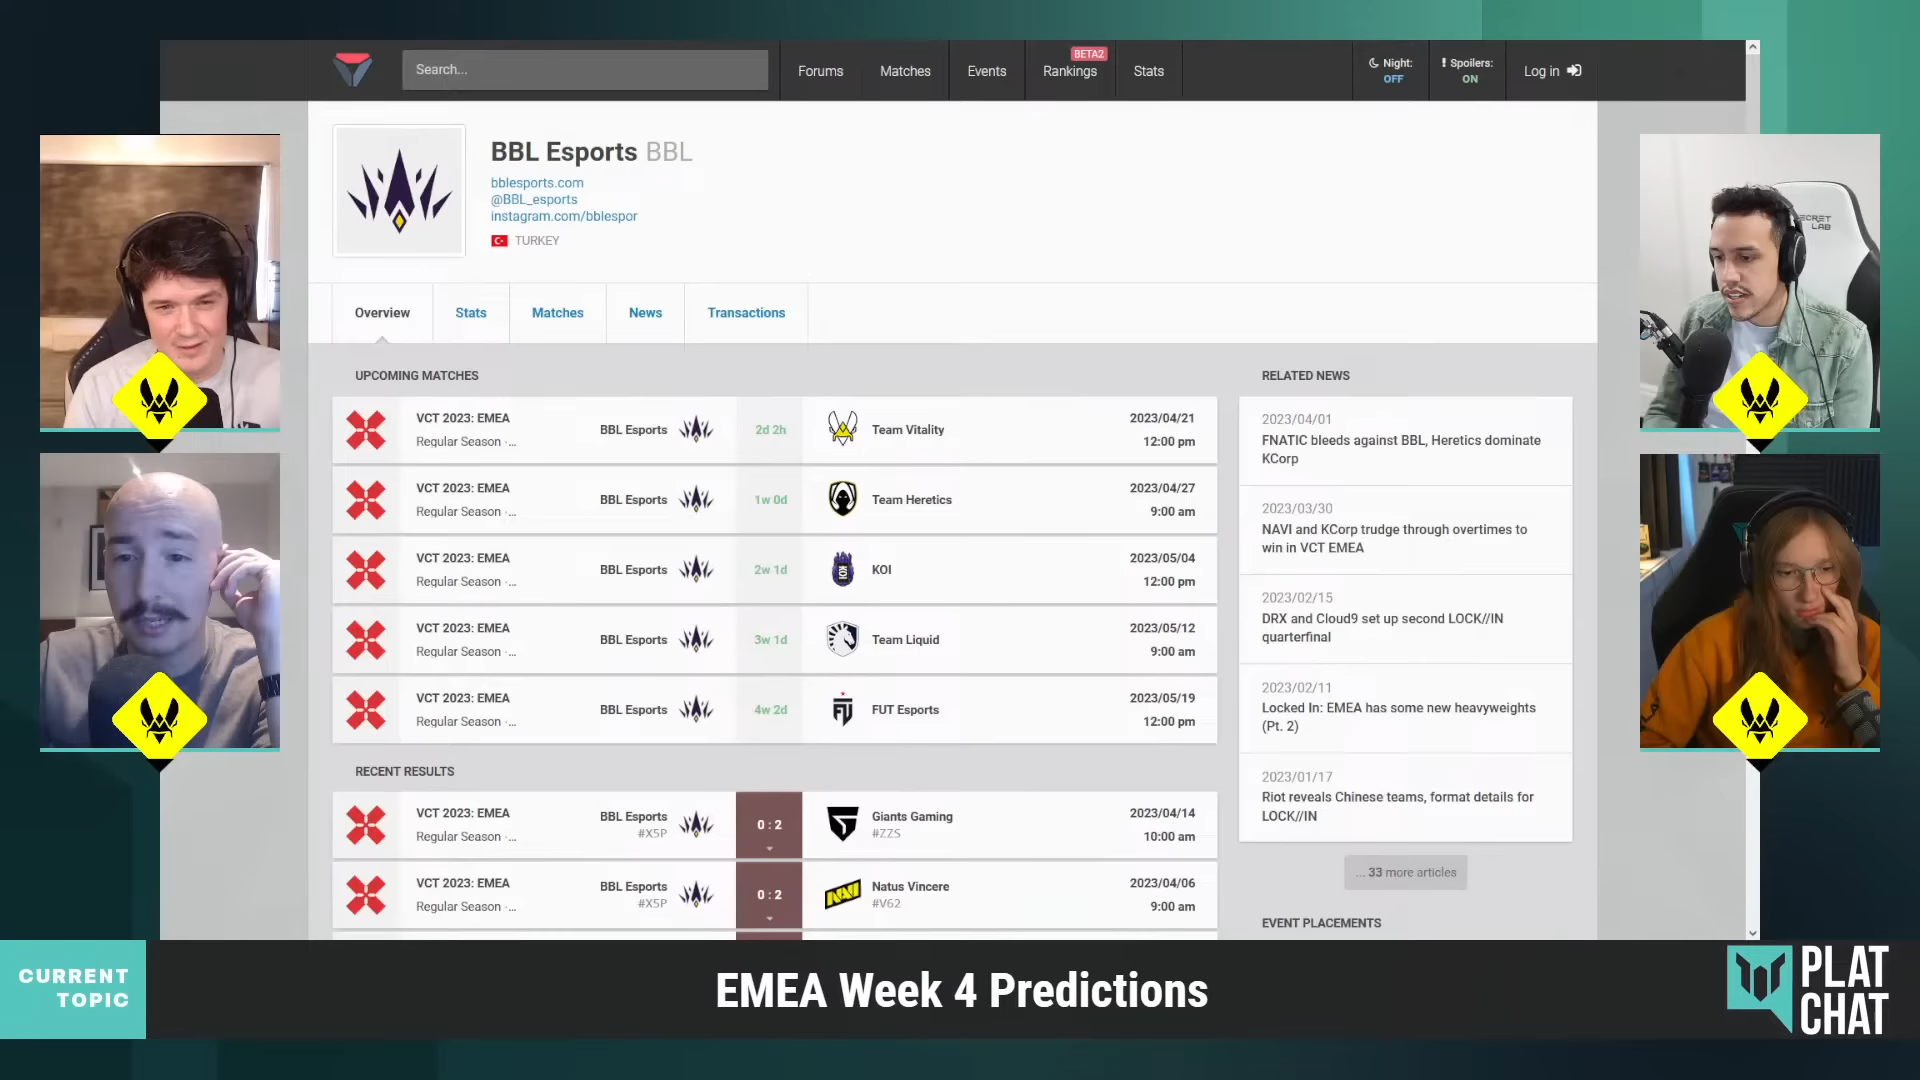 Search...
Forums
Matches
Events
BETA2
Rankings
Stats
Night:
OFF
Spoilers:
ON
Log in
BBL Esports BBL
bblesports.com
@BBL_esports
instagram.com/bblespor
TURKEY
SECRET
LAB
Overview
Stats
Matches
News
Transactions
UPCOMING MATCHES
VCT 2023: EMEA
Regular Season -...
BBL Esports
2d 2h
Team Vitality
2023/04/21
12:00 pm
VCT 2023: EMEA
Regular Season -...
BBL Esports
1w 0d
Team Heretics
2023/04/27
9:00 am
VCT 2023: EMEA
Regular Season -...
BBL Esports
2w 1d
KOI
KOI
2023/05/04
12:00 pm
VCT 2023: EMEA
Regular Season -...
BBL Esports
3w 1d
Team Liquid
2023/05/12
9:00 am
VCT 2023: EMEA
Regular Season -...
BBL Esports
4w 2d
FUT Esports
2023/05/19
12:00 pm
RECENT RESULTS
VCT 2023: EMEA
Regular Season -...
BBL Esports
#X5P
0 : 2
Giants Gaming
#ZZS
2023/04/14
10:00 am
VCT 2023: EMEA
Regular Season -...
BBL Esports
#X5P
0 : 2
NAVI
Natus Vincere
#V62
2023/04/06
9:00 am
RELATED NEWS
2023/04/01
FNATIC bleeds against BBL, Heretics dominate
KCorp
2023/03/30
NAVI and KCorp trudge through overtimes to
win in VCT EMEA
2023/02/15
DRX and Cloud9 set up second LOCK//IN
quarterfinal
2023/02/11
Locked In: EMEA has some new heavyweights
(Pt. 2)
2023/01/17
Riot reveals Chinese teams, format details for
LOCK//IN
... 33 more articles
EVENT PLACEMENTS
CURRENT
TOPIC
EMEA Week 4 Predictions
PLAT
CHAT